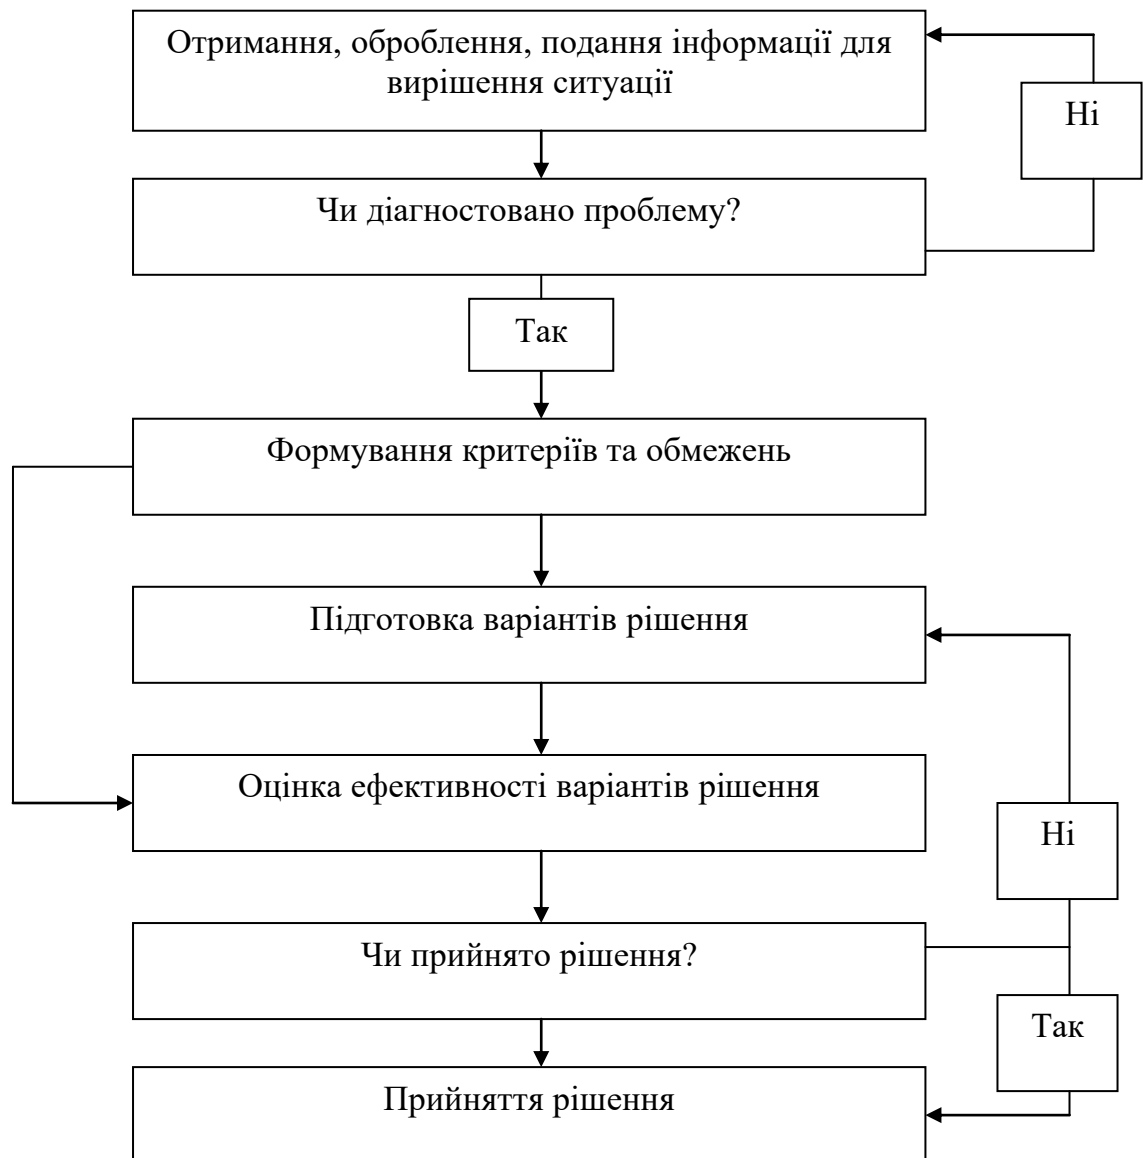 Отримання, оброблення, подання інформації для
вирішення ситуації
Ні
Чи діагностовано проблему?
Так
Формування критеріїв та обмежень
Підготовка варіантів рішення
Оцінка ефективності варіантів рішення
Ні
Чи прийнято рішення?
Так
Прийняття рішення